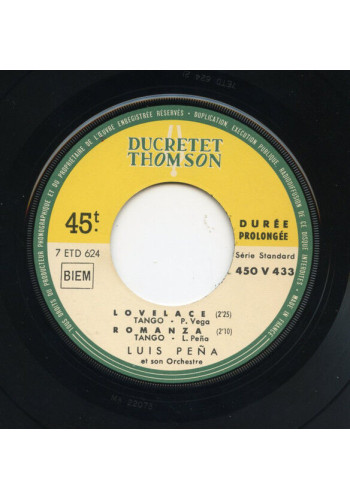 TOUS DROITS DU PRODUCTEUR PHONOGRAPHIQUE ET DU PROPRIÉTAIRE DE L'ŒUVRE ENREGISTRÉE RÉSERVÉS - DUPLICATION EXÉCUTION PUBLIQUE RADIODIFFUSION DE CE DISQUE INTERDITES • MADE IN FRANCE
DUCRETET
THOMSON
45t.
DURÉE
PROLONGÉE
7 ETD 624
Série Standard
BIEM
450 V 433
LOVELACE (2'25)
TANGO - P. Vega
ROMANZA (2'10)
TANGO - L. Peña
LUIS PEÑA
et son Orchestre